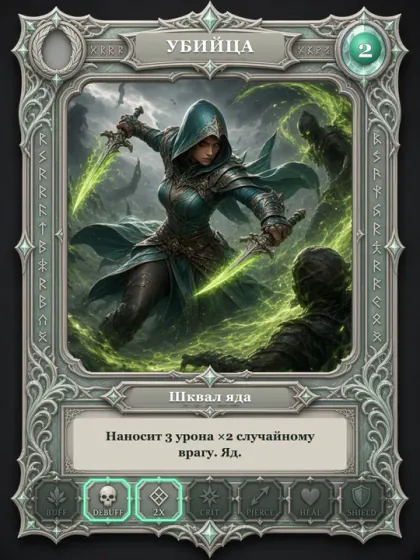 УБИЙЦА
2
Шквал яда
Наносит 3 урона ×2 случайному
врагу. Яд.
BUFF
DEBUFF
2X
CRIT
PIERCE
HEAL
SHIELD